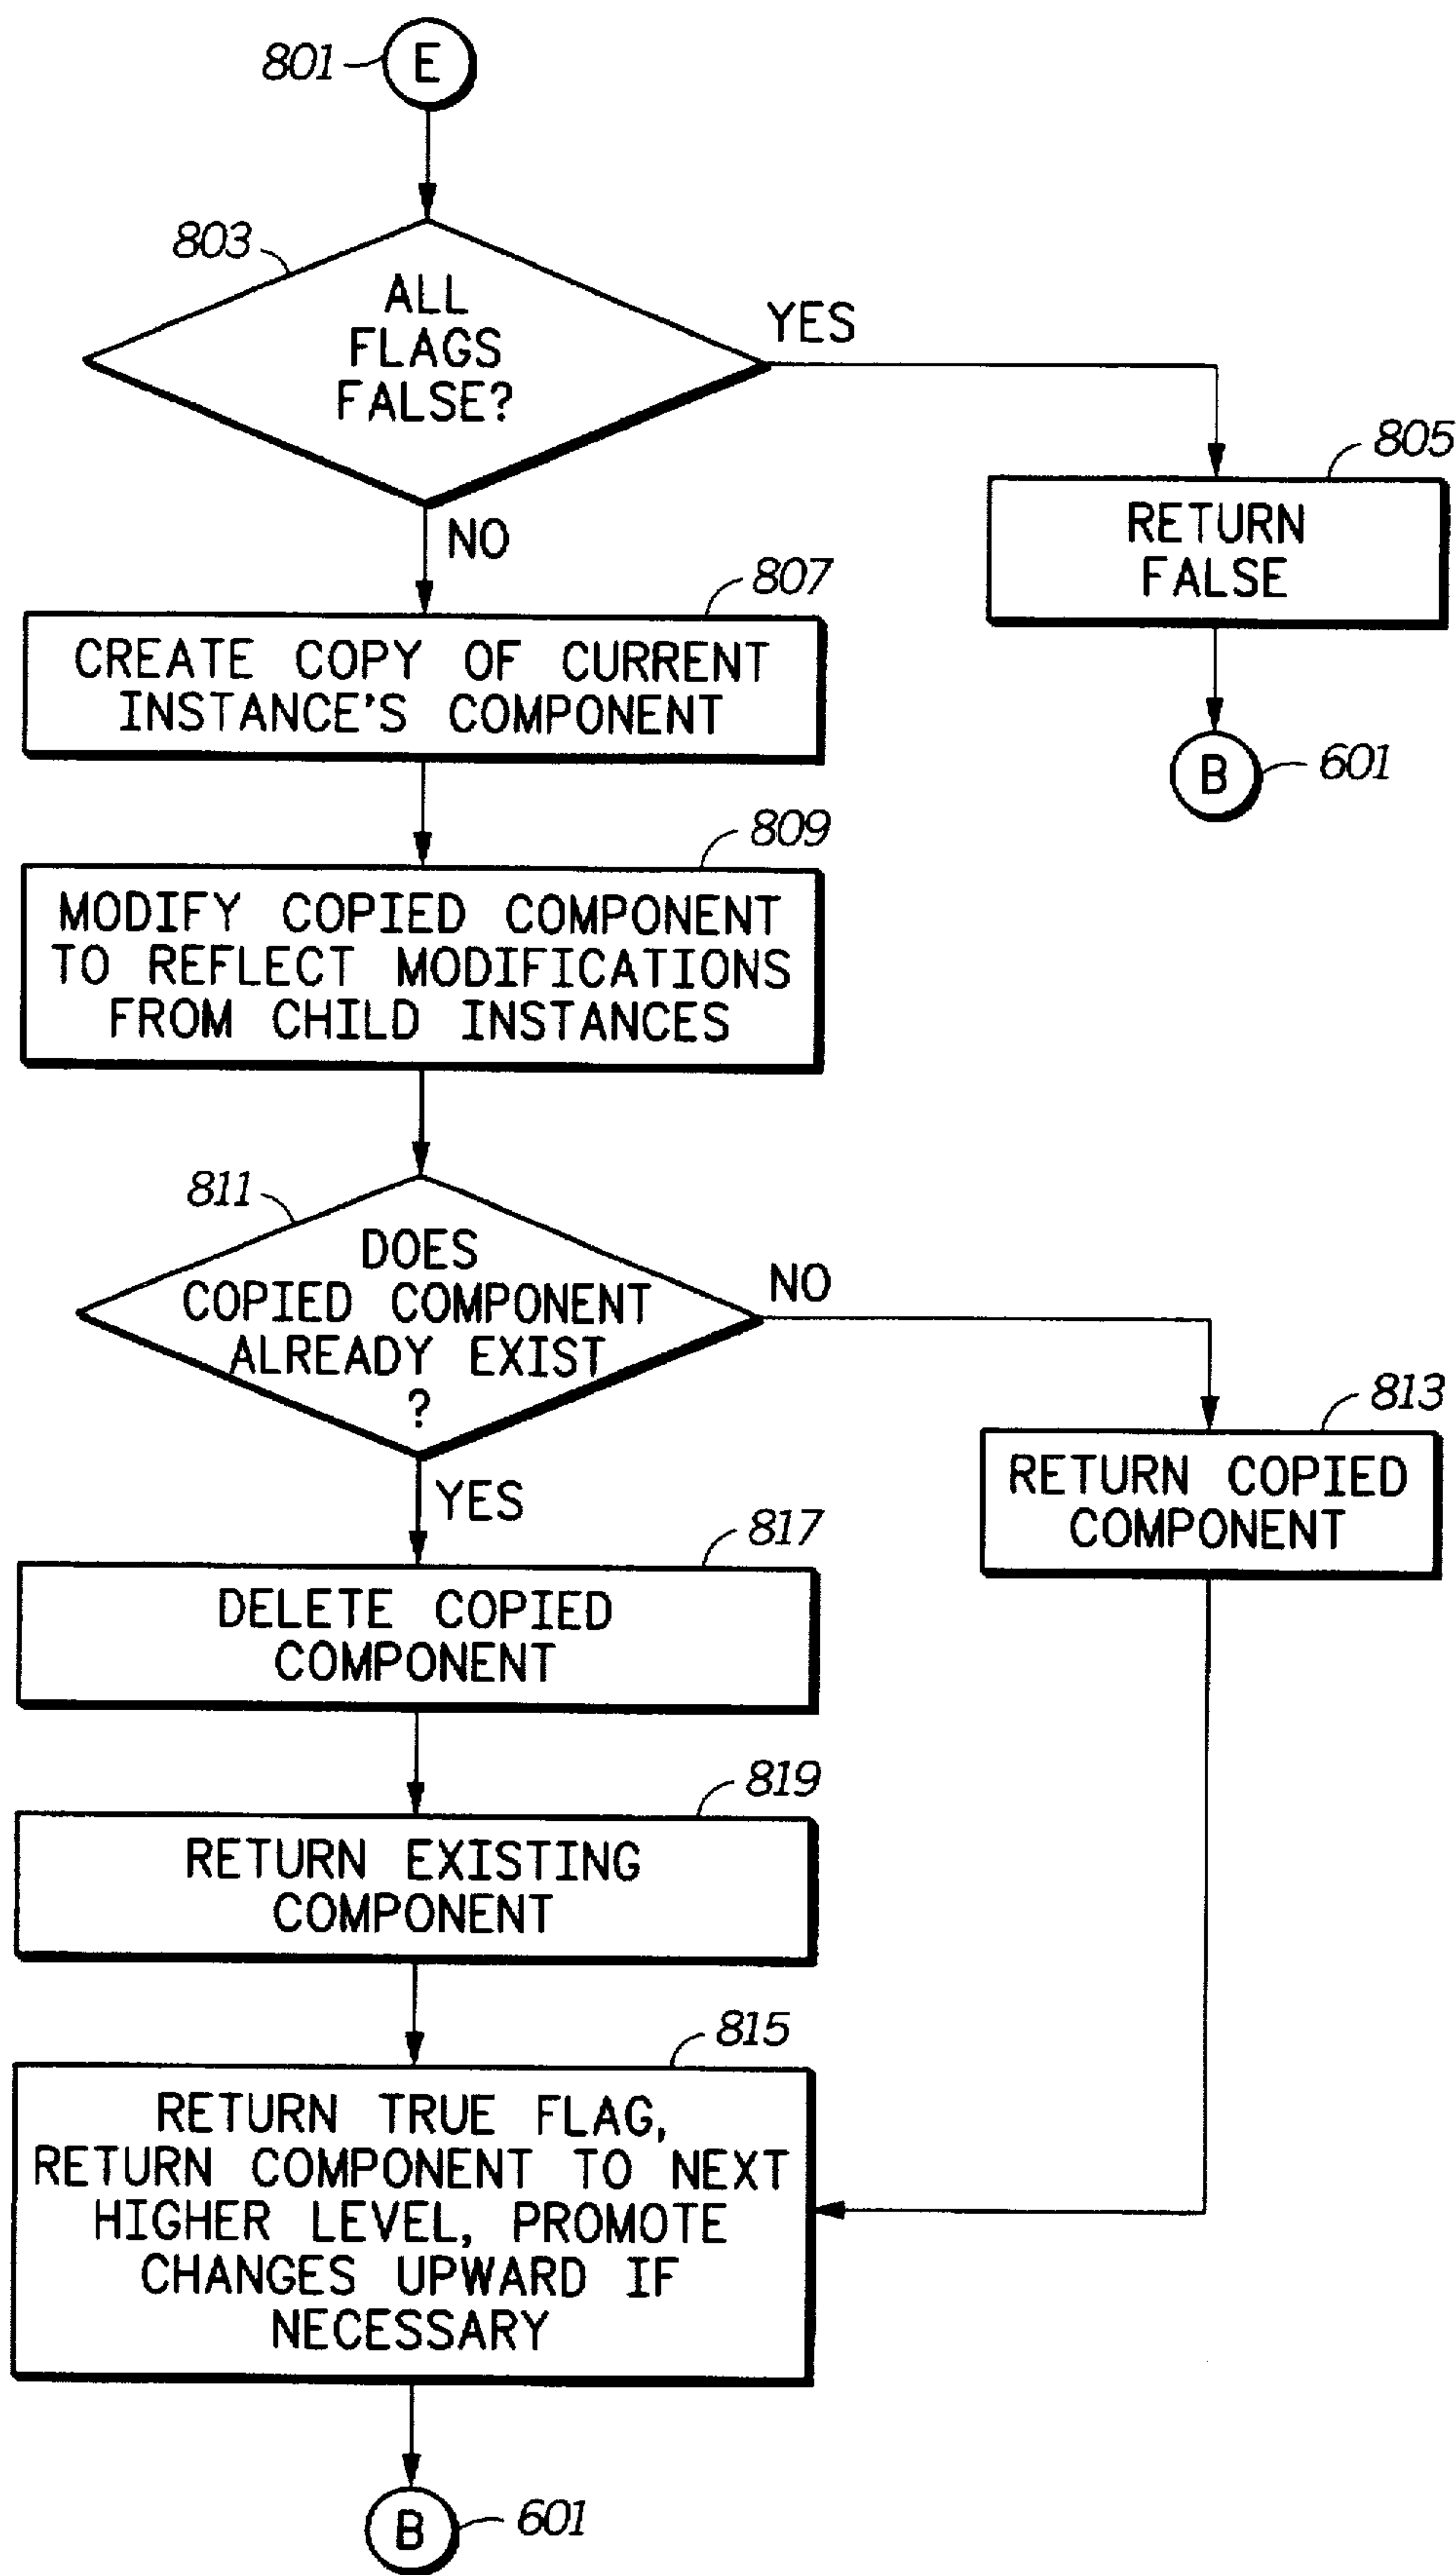 801
E
803
ALL
FLAGS
FALSE?
YES
NO
805
RETURN
FALSE
B
601
807
CREATE COPY OF CURRENT
INSTANCE'S COMPONENT
809
MODIFY COPIED COMPONENT
TO REFLECT MODIFICATIONS
FROM CHILD INSTANCES
811
DOES
COPIED COMPONENT
ALREADY EXIST
?
NO
YES
813
RETURN COPIED
COMPONENT
817
DELETE COPIED
COMPONENT
819
RETURN EXISTING
COMPONENT
815
RETURN TRUE FLAG,
RETURN COMPONENT TO NEXT
HIGHER LEVEL, PROMOTE
CHANGES UPWARD IF
NECESSARY
B
601